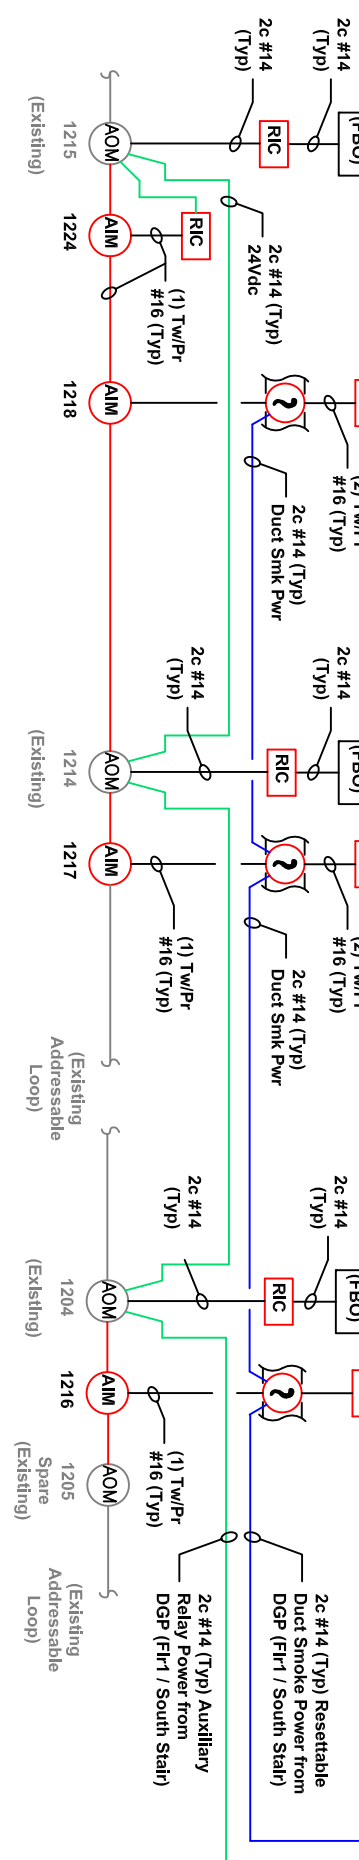 2c #14
(Typ)
2c #14
(Typ)
(FBO)
RIC
AOM
1215
(Existing)
AIM
1224
RIC
(1) Tw/Pr
#16 (Typ)
2c #14 (Typ)
24Vdc
AIM
1218
#16 (Typ)
2c #14 (Typ)
Duct Smk Pwr
2c #14
(Typ)
2c #14
(Typ)
(FBO)
RIC
AOM
1214
(Existing)
AIM
1217
(1) Tw/Pr
#16 (Typ)
#16 (Typ)
2c #14 (Typ)
Duct Smk Pwr
(Existing
Addressable
Loop)
2c #14
(Typ)
2c #14
(Typ)
(FBO)
RIC
AOM
1204
(Existing)
AIM
1216
(1) Tw/Pr
#16 (Typ)
AOM
1205
Spare
(Existing)
(Existing
Addressable
Loop)
2c #14 (Typ) Resettable
Duct Smoke Power from
DGP (Flr1 / South Stair)
2c #14 (Typ) Auxiliary
Relay Power from
DGP (Flr1 / South Stair)